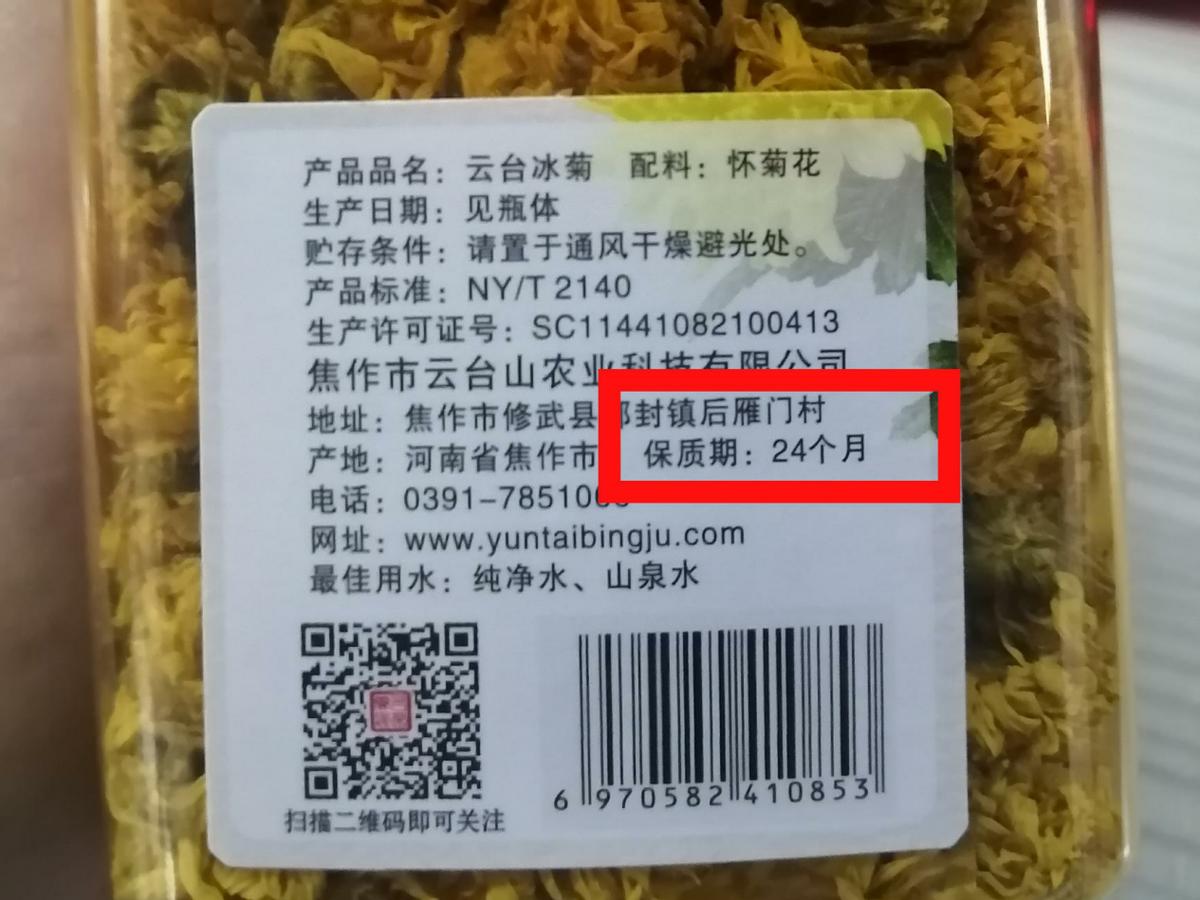 产品品名：云台冰菊 配料：怀菊花
生产日期：见瓶体
贮存条件：请置于通风干燥避光处。
产品标准：NY/T 2140
生产许可证号：SC11441082100413
焦作市云台山农业科技有限公司
地址：焦作市修武县郇封镇后雁门村
产地：河南省焦作市 保质期：24个月
电话：0391-78510
网址：www.yuntaibingju.com
最佳用水：纯净水、山泉水
扫描二维码即可关注
6 970582 410853